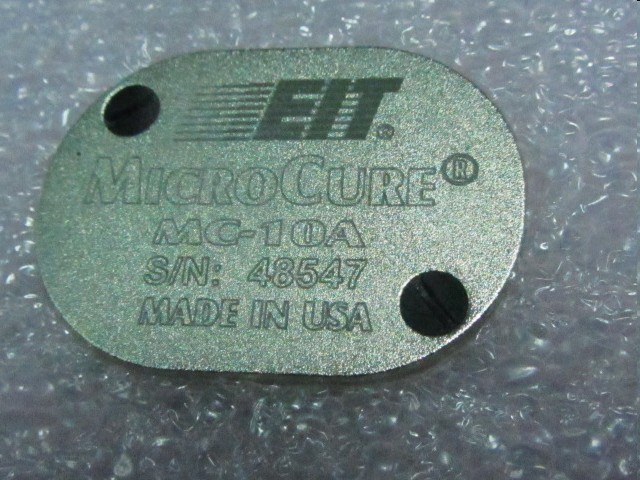 EIT®
MICROCURE®
MC-10A
S/N: 48547
MADE IN USA